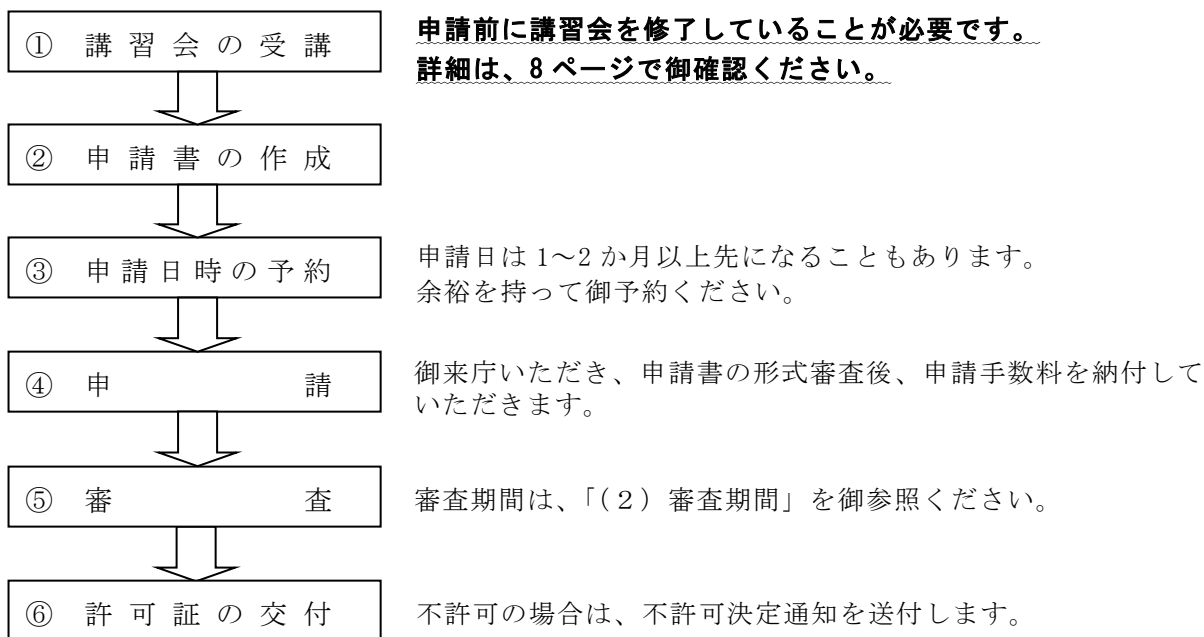 ① 講習会の受講
申請前に講習会を修了していることが必要です。
詳細は、8ページで御確認ください。
② 申請書の作成
③ 申請日時の予約
申請日は1～2か月以上先になることもあります。
余裕を持って御予約ください。
④ 申請
御来庁いただき、申請書の形式審査後、申請手数料を納付して
いただきます。
⑤ 審査
審査期間は、「(2) 審査期間」を御参照ください。
⑥ 許可証の交付
不許可の場合は、不許可決定通知を送付します。